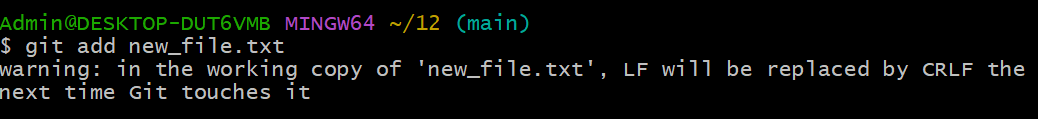 Admin@DESKTOP-DUT6VMB MINGW64 ~/12 (main)
$ git add new_file.txt
warning: in the working copy of 'new_file.txt', LF will be replaced by CRLF the
next time Git touches it